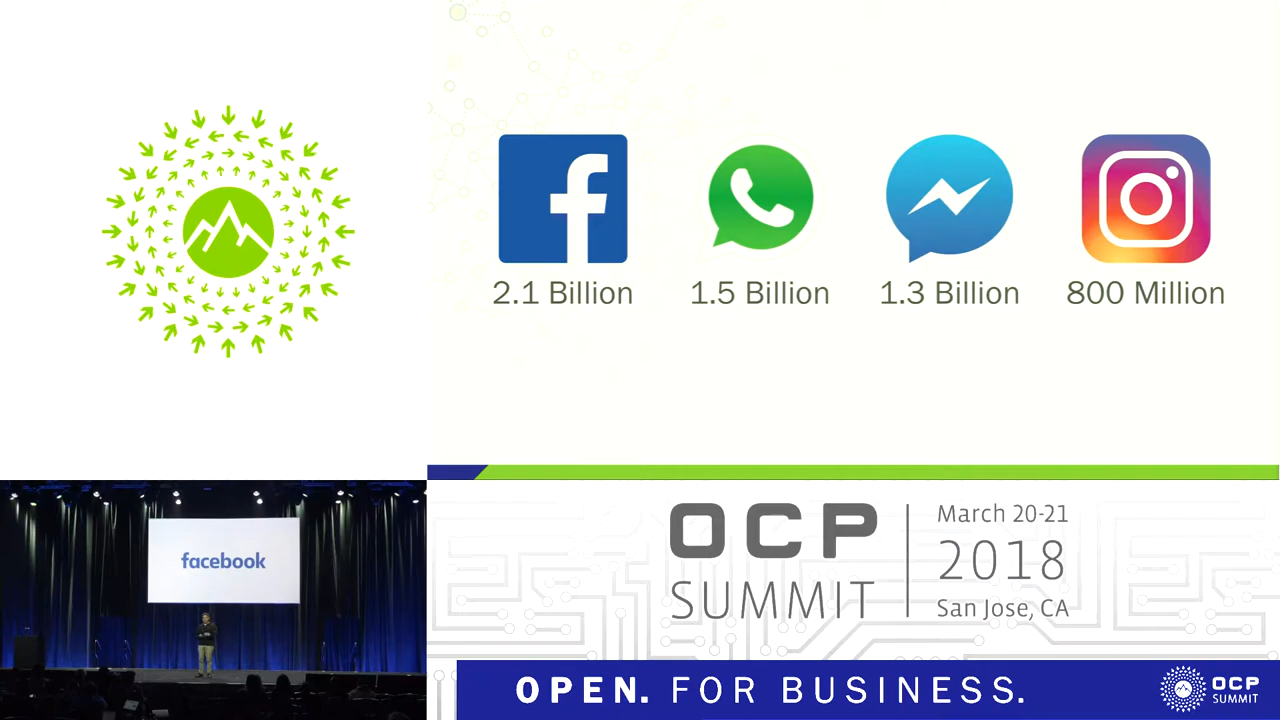 2.1 Billion
1.5 Billion
1.3 Billion
800 Million
facebook
OCP
SUMMIT
March 20-21
2018
San Jose, CA
OPEN. FOR BUSINESS.
OCP
SUMMIT